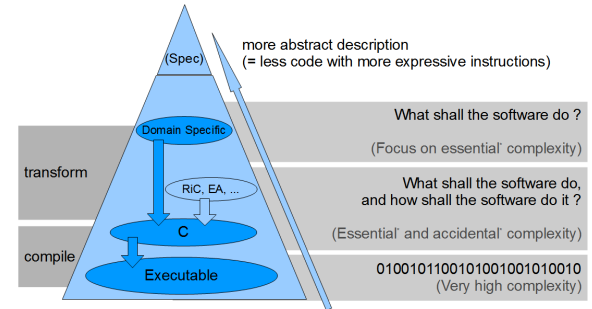 more abstract description
(= less code with more expressive instructions)
(Spec)
What shall the software do ?
Domain Specific
(Focus on essential* complexity)
transform
What shall the software do,
RiC, EA, ...
and how shall the software do it ?
C
(Essential* and accidental* complexity)
compile
Executable
010010110010100100101001​0
(Very high complexity)